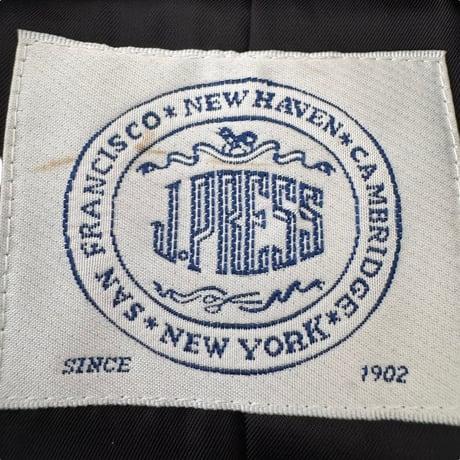 SAN FRANCISCO★NEW HAVEN★CAMBRIDGE★NEW YORK★
J.PRESS
SINCE 1902